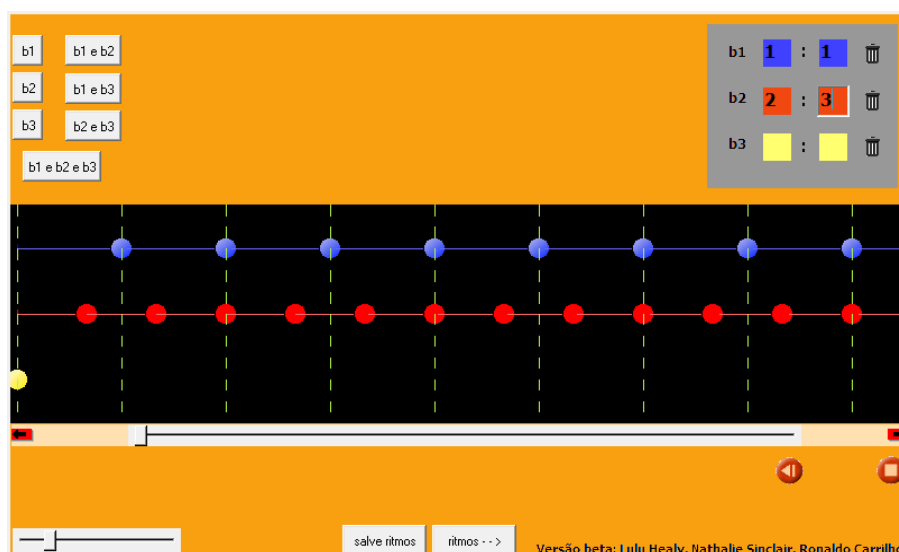 b1 b1 e b2
b2 b1 e b3
b3 b2 e b3
b1 e b2 e b3
b1 1 : 1
b2 2 : 3
b3 :
salve ritmos ritmos - - >
Versão beta: Lulu Healy, Nathalie Sinclair, Ronaldo Carrilho